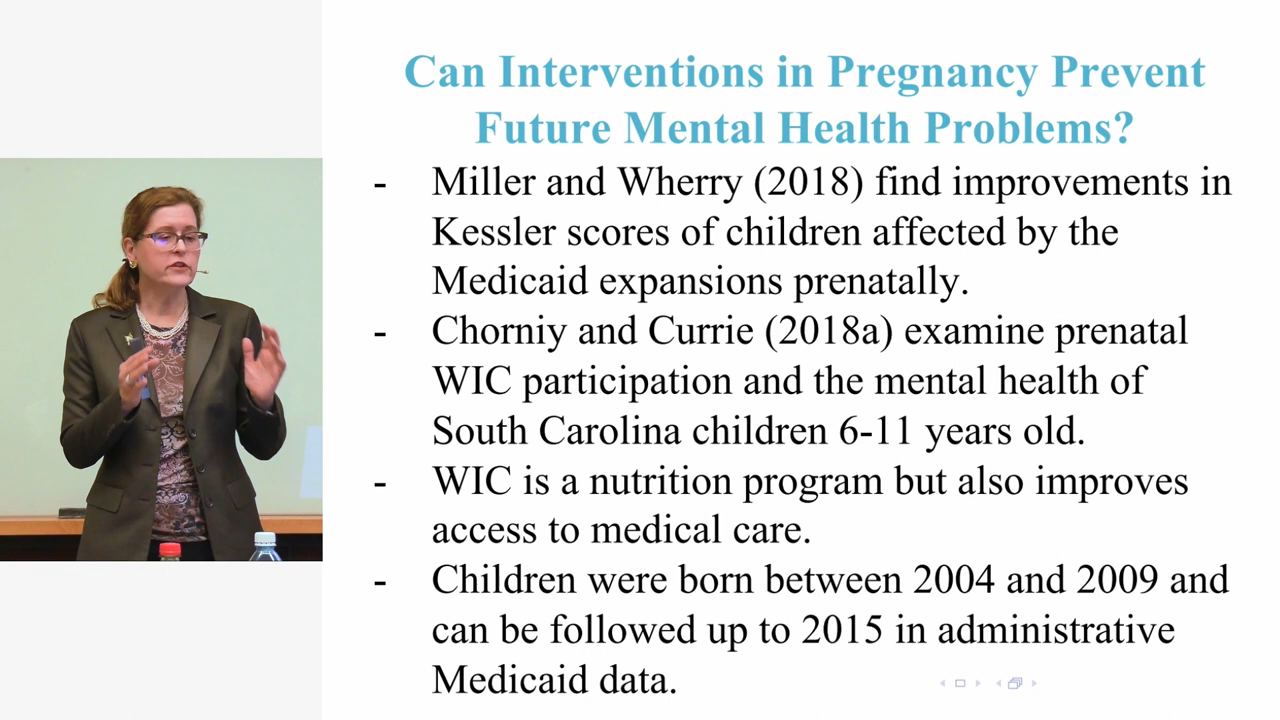 Can Interventions in Pregnancy Prevent
Future Mental Health Problems?
- Miller and Wherry (2018) find improvements in
Kessler scores of children affected by the
Medicaid expansions prenatally.
- Chorniy and Currie (2018a) examine prenatal
WIC participation and the mental health of
South Carolina children 6-11 years old.
- WIC is a nutrition program but also improves
access to medical care.
- Children were born between 2004 and 2009 and
can be followed up to 2015 in administrative
Medicaid data.